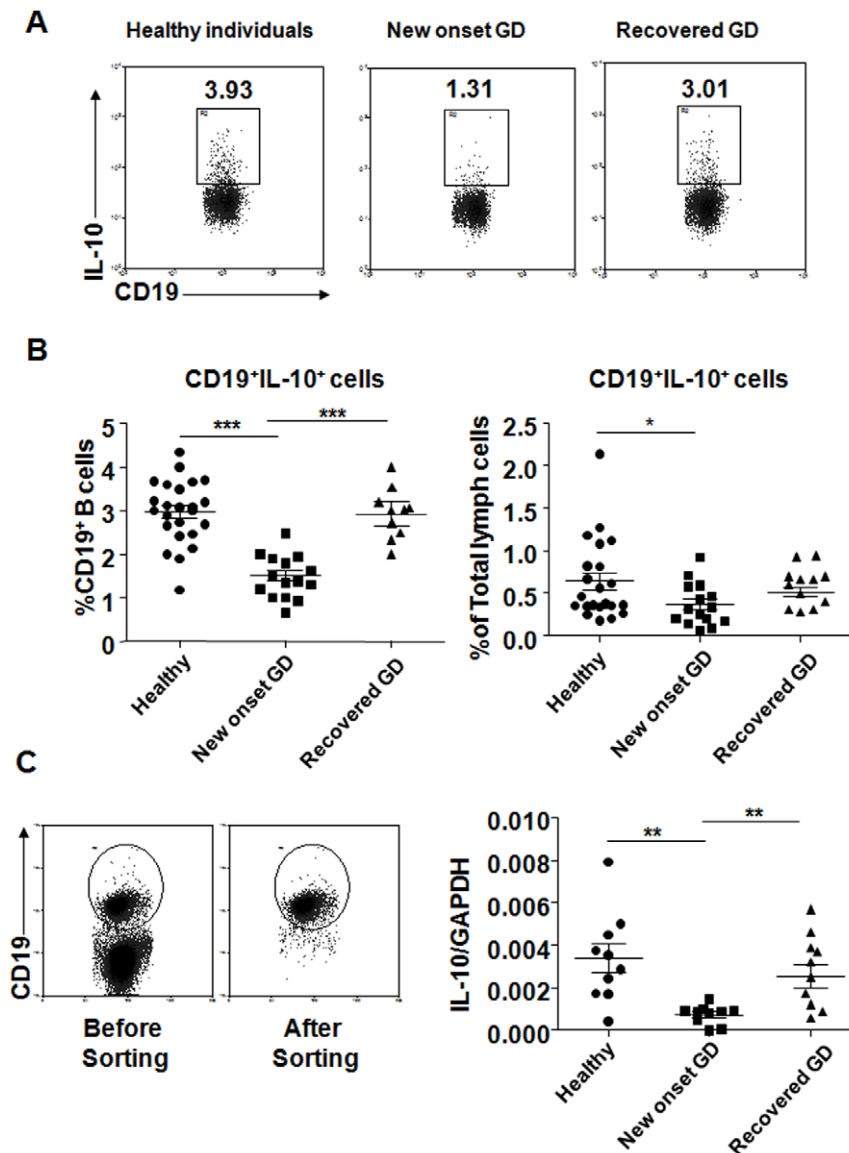 A
Healthy individuals
New onset GD
Recovered GD
3.93
1.31
3.01
R2
IL-10
CD19
B
CD19⁺IL-10⁺ cells
%CD19⁺ B cells
5
4
3
2
1
0
***
***
Healthy
New onset GD
Recovered GD
CD19⁺IL-10⁺ cells
%of Total lymph cells
2.5
2.0
1.5
1.0
0.5
0.0
*
Healthy
New onset GD
Recovered GD
C
CD19
Before
Sorting
After
Sorting
IL-10/GAPDH
0.010
0.008
0.006
0.004
0.002
0.000
**
**
Healthy
New onset GD
Recovered GD